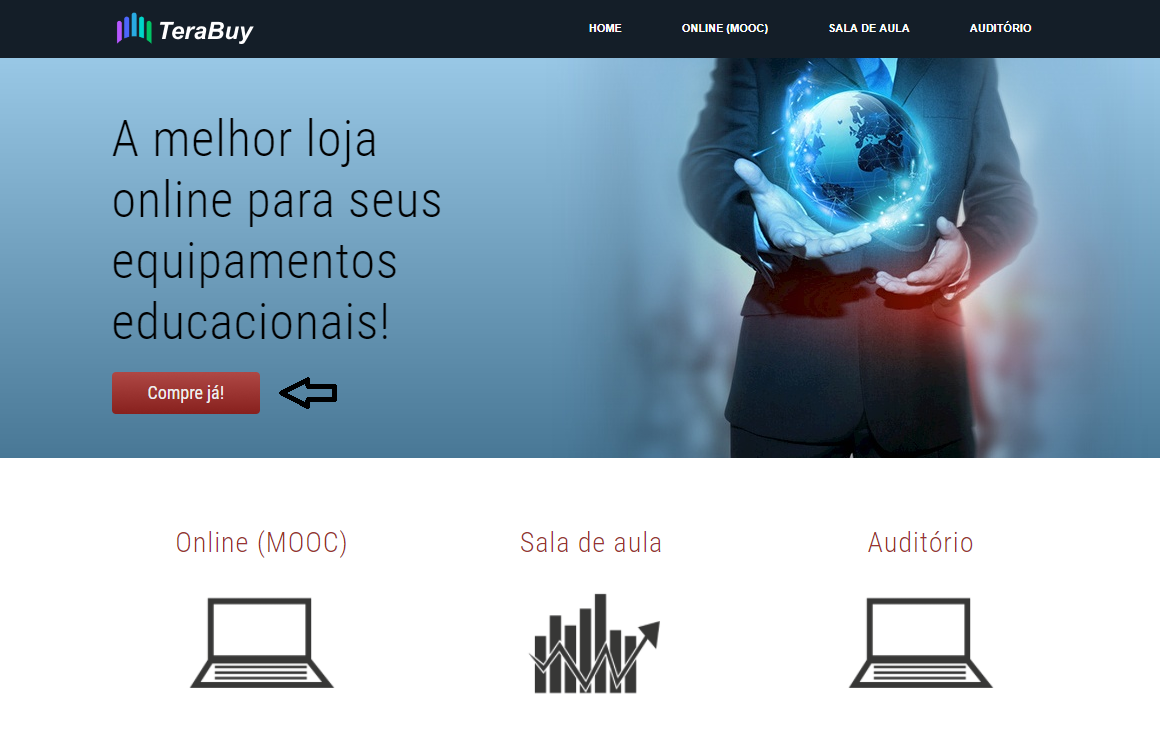 TeraBuy
HOME
ONLINE (MOOC)
SALA DE AULA
AUDITÓRIO
A melhor loja
online para seus
equipamentos
educacionais!
Compre já!
Online (MOOC)
Sala de aula
Auditório